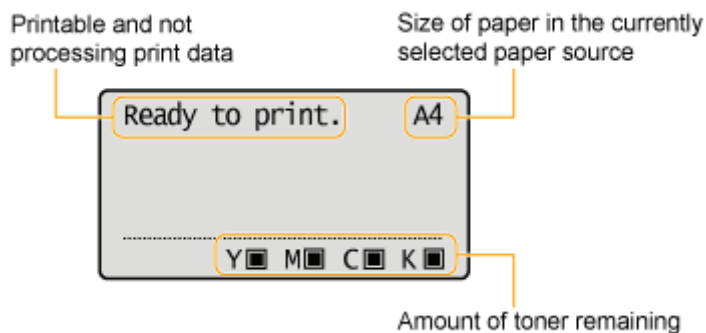 Printable and not
processing print data
Size of paper in the currently
selected paper source
Ready to print. A4
Y M C K
Amount of toner remaining